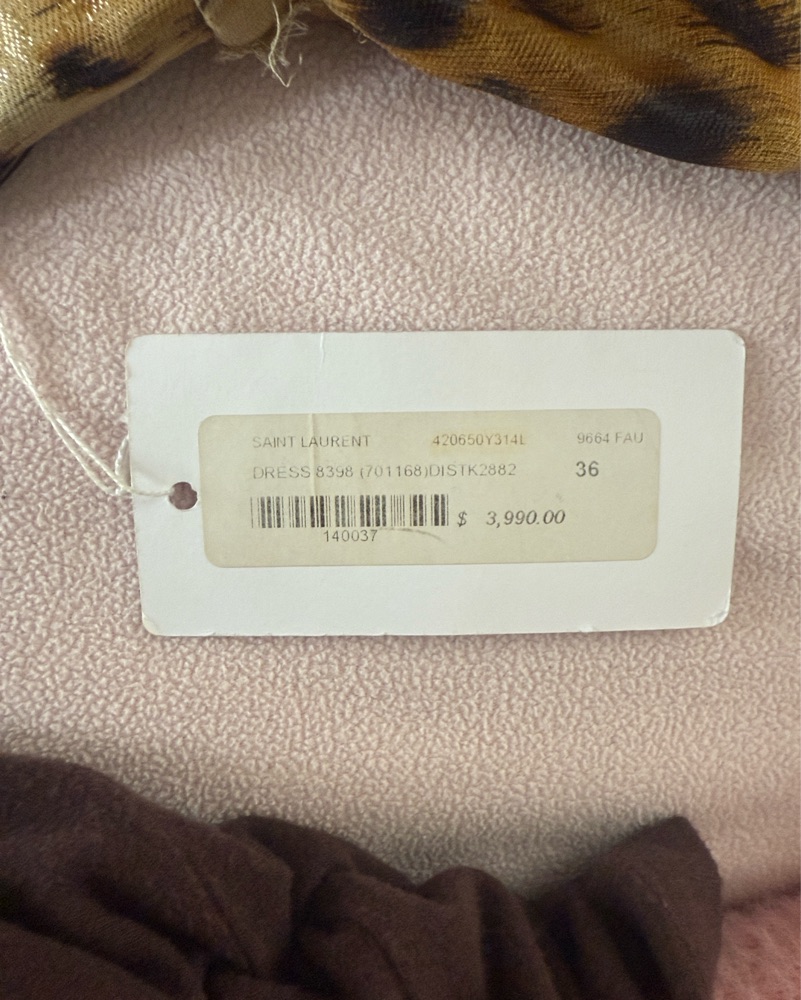 SAINT LAURENT 420650Y314L 9664 FAU
DRESS 8398 (701168)DISTK2882 36
$ 3,990.00
140037